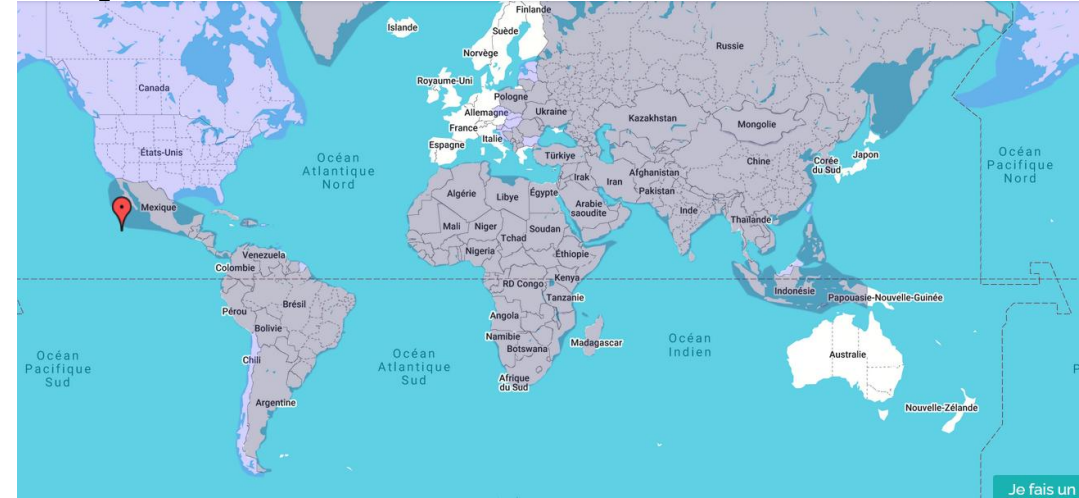 Finlande
Islande
Suède
Norvège
Russie
Royaume-Uni
Canada
Pologne
Allemagne
Ukraine
Kazakhstan
Mongolie
France
Italie
Espagne
États-Unis
Océan
Atlantique
Nord
Türkiye
Corée
du Sud
Japon
Chine
Océan
Pacifique
Nord
Irak
Iran
Afghanistan
Pakistan
Algérie
Libye
Égypte
Arabie
saoudite
Inde
Mexique
Thaïlande
Mali
Niger
Tchad
Soudan
Nigeria
Éthiopie
Venezuela
Colombie
Kenya
RD Congo
Tanzanie
Indonésie
Papouasie-Nouvelle-Guinée
Brésil
Pérou
Angola
Bolivie
Namibie
Botswana
Madagascar
Océan
Indien
Australie
Océan
Pacifique
Sud
Chili
Océan
Atlantique
Sud
P
Afrique
du Sud
Argentine
Nouvelle-Zélande
Je fais un